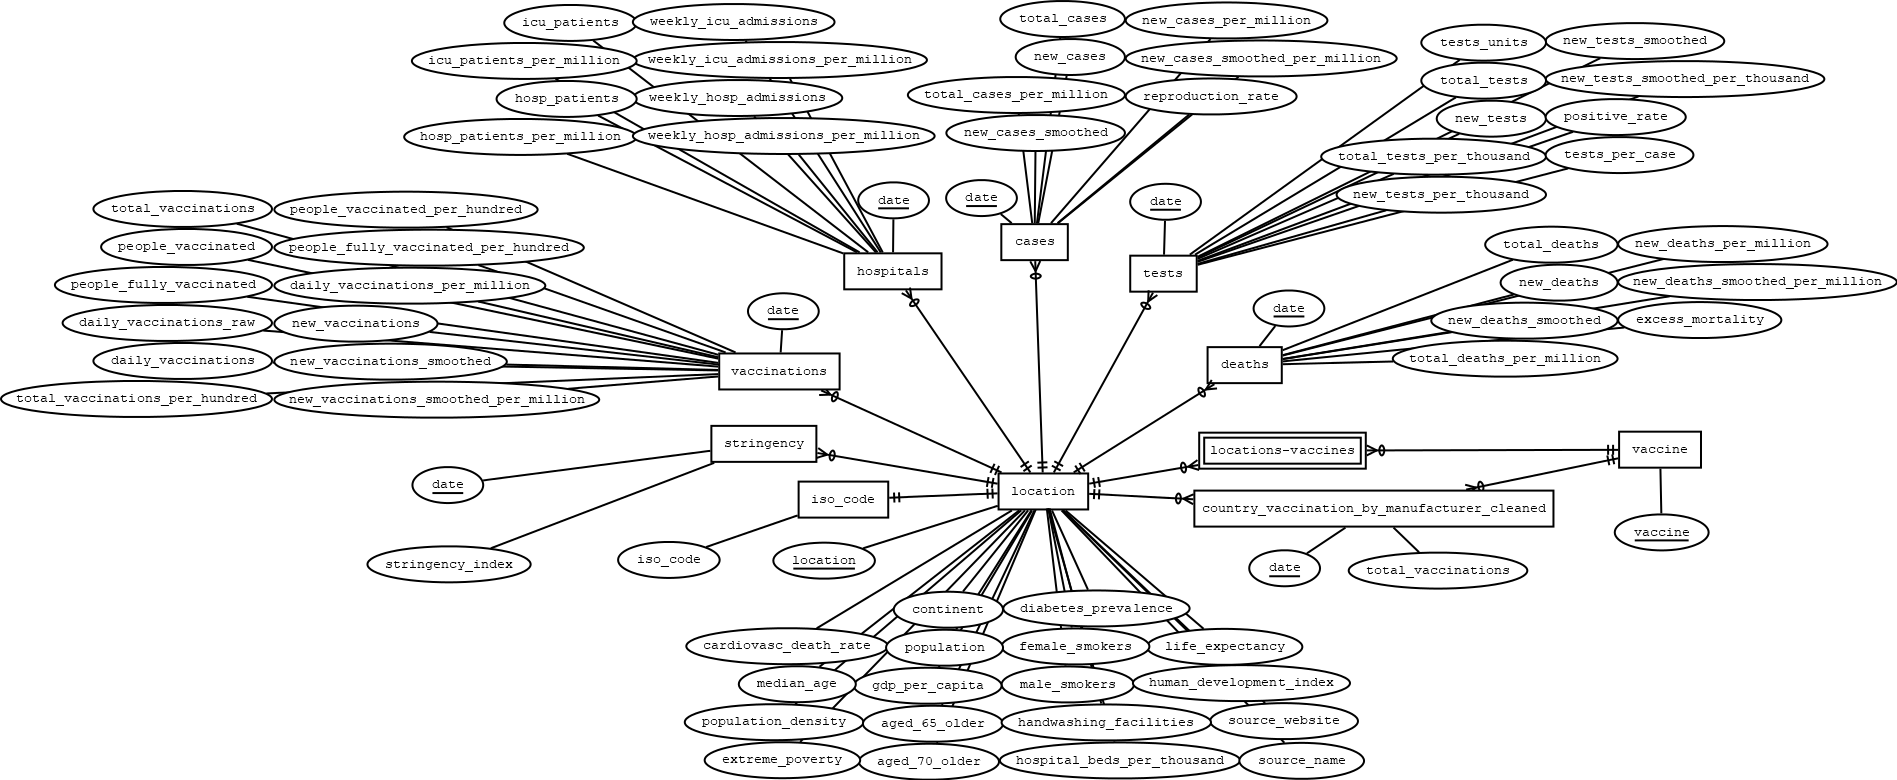 icu_patients
weekly_icu_admissions
icu_patients_per_million
weekly_icu_admissions_per_million
hosp_patients
weekly_hosp_admissions
hosp_patients_per_million
weekly_hosp_admissions_per_million
date
hospitals
total_cases
new_cases_per_million
new_cases
new_cases_smoothed_per_million
total_cases_per_million
reproduction_rate
new_cases_smoothed
date
cases
tests_units
new_tests_smoothed
total_tests
new_tests_smoothed_per_thousand
new_tests
positive_rate
total_tests_per_thousand
tests_per_case
new_tests_per_thousand
date
tests
total_vaccinations
people_vaccinated_per_hundred
people_vaccinated
people_fully_vaccinated_per_hundred
people_fully_vaccinated
daily_vaccinations_per_million
daily_vaccinations_raw
new_vaccinations
daily_vaccinations
new_vaccinations_smoothed
total_vaccinations_per_hundred
new_vaccinations_smoothed_per_million
date
vaccinations
total_deaths
new_deaths_per_million
new_deaths
new_deaths_smoothed_per_million
new_deaths_smoothed
excess_mortality
total_deaths_per_million
date
deaths
stringency
date
stringency_index
iso_code
iso_code
location
location
locations-vaccines
vaccine
vaccine
country_vaccination_by_manufacturer_cleaned
date
total_vaccinations
continent
diabetes_prevalence
cardiovasc_death_rate
population
female_smokers
life_expectancy
median_age
gdp_per_capita
male_smokers
human_development_index
population_density
aged_65_older
handwashing_facilities
source_website
extreme_poverty
aged_70_older
hospital_beds_per_thousand
source_name